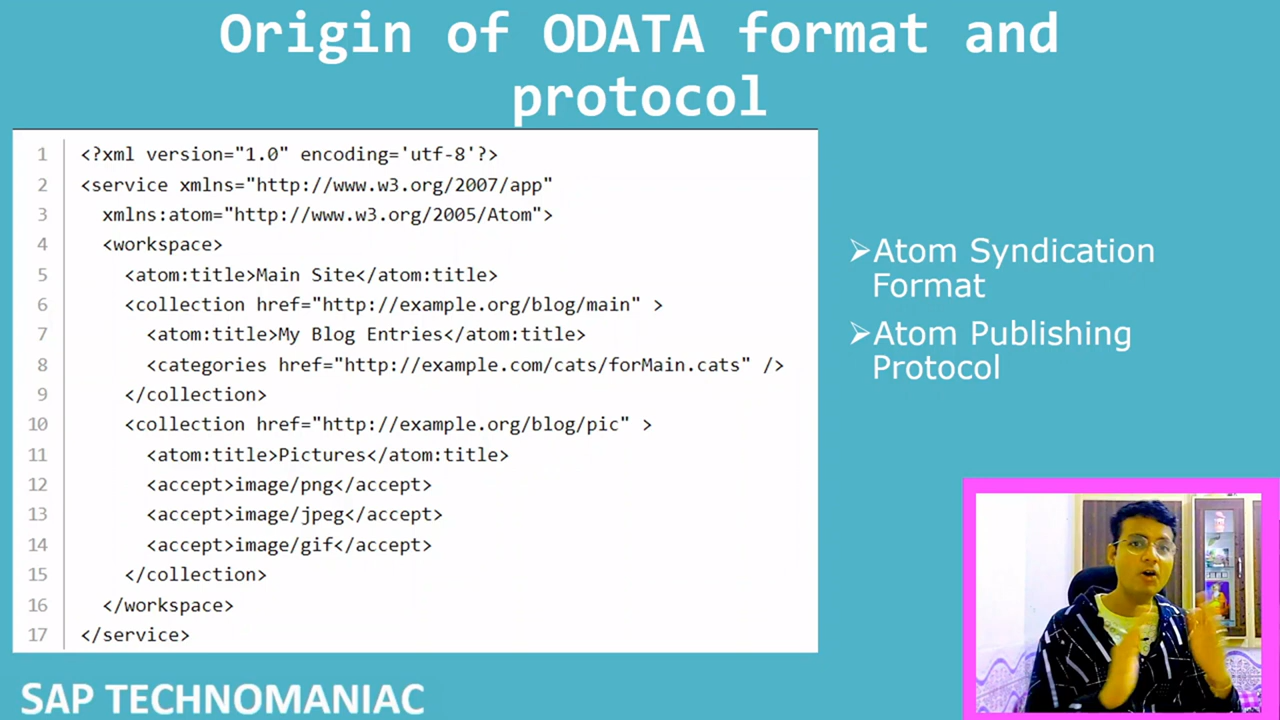 Origin of ODATA format and
protocol
1 <?xml version="1.0" encoding='utf-8'?>
2 <service xmlns="http://www.w3.org/2007/app"
3 xmlns:atom="http://www.w3.org/2005/Atom">
4 <workspace>
5 <atom:title>Main Site</atom:title>
6 <collection href="http://example.org/blog/main" >
7 <atom:title>My Blog Entries</atom:title>
8 <categories href="http://example.com/cats/forMain.cats" />
9 </collection>
10 <collection href="http://example.org/blog/pic" >
11 <atom:title>Pictures</atom:title>
12 <accept>image/png</accept>
13 <accept>image/jpeg</accept>
14 <accept>image/gif</accept>
15 </collection>
16 </workspace>
17 </service>
Atom Syndication
Format
Atom Publishing
Protocol
SAP TECHNOMANIAC